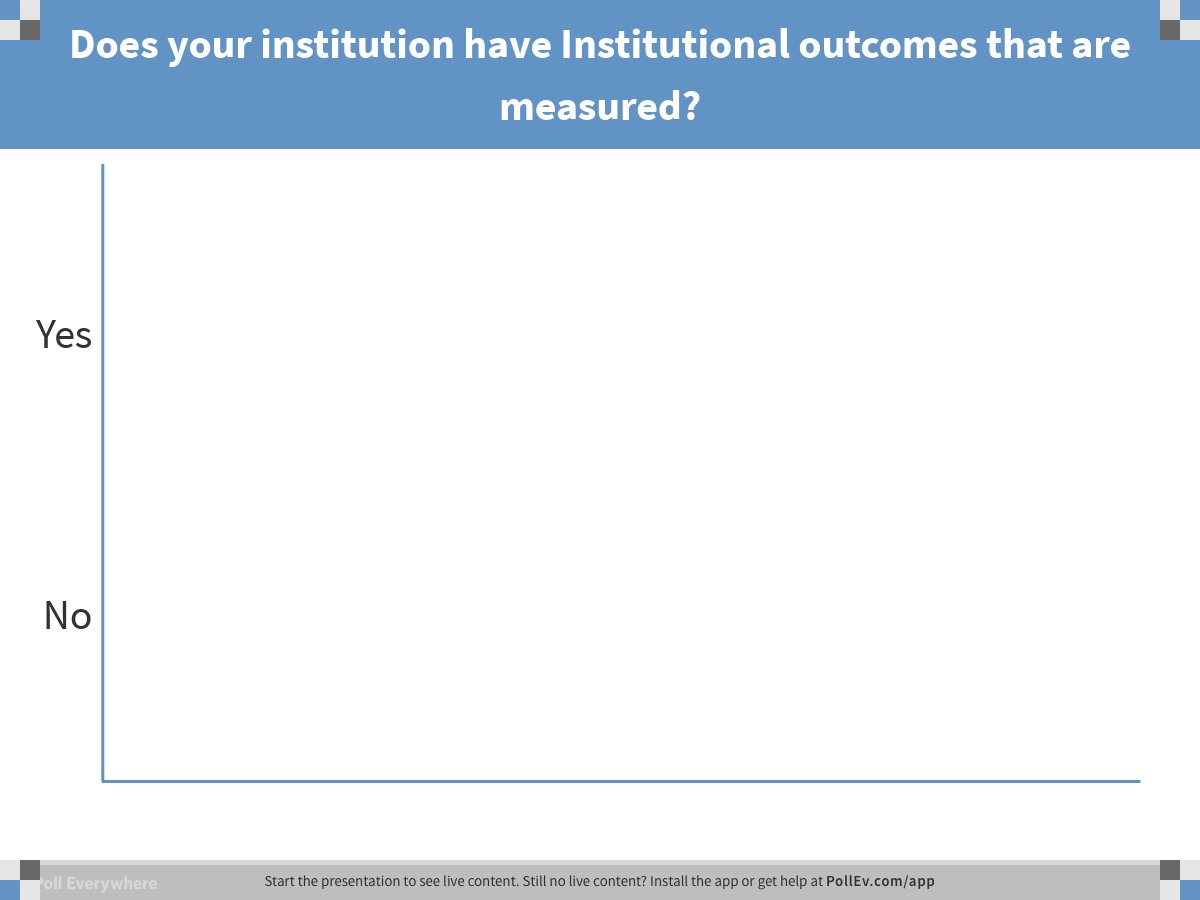 Does your institution have Institutional outcomes that are
measured?
Yes
No
Poll Everywhere
Start the presentation to see live content. Still no live content? Install the app or get help at PollEv.com/app